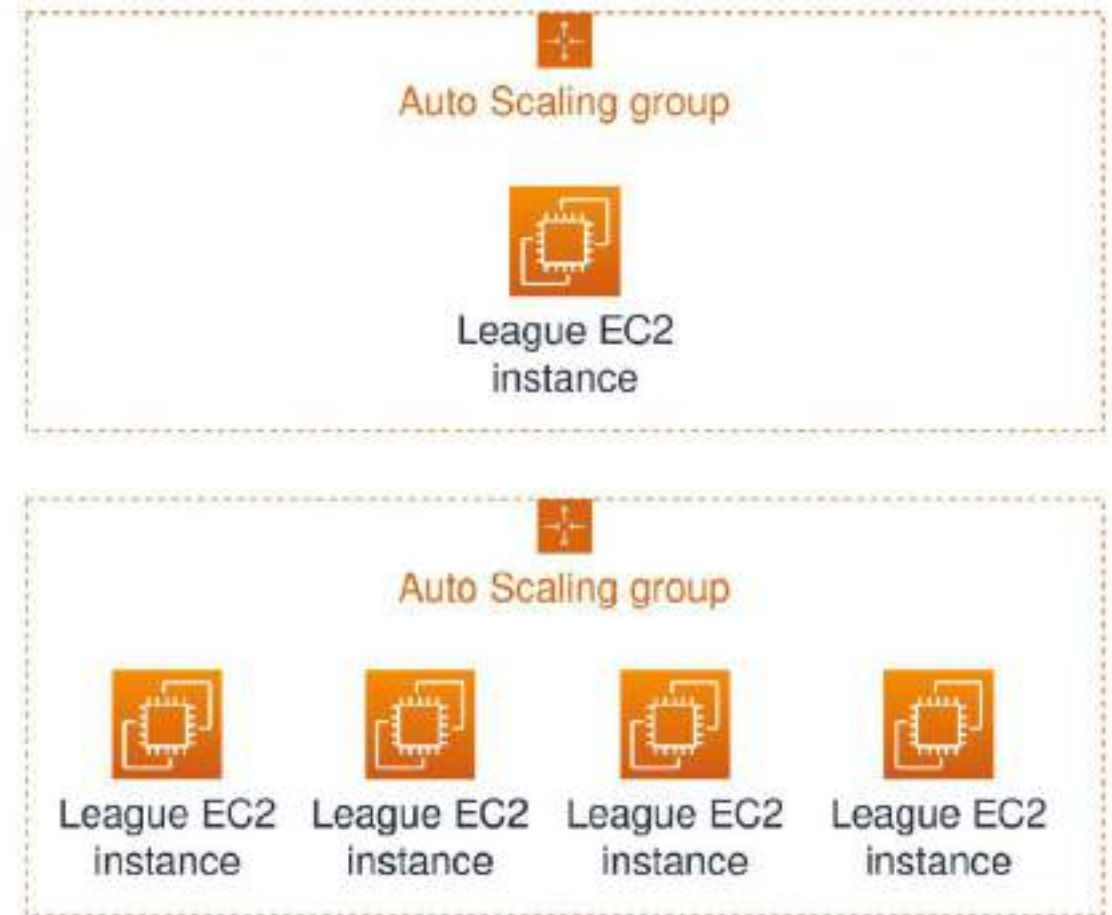 Auto Scaling group
League EC2
instance
Auto Scaling group
League EC2 League EC2 League EC2 League EC2
instance instance instance instance